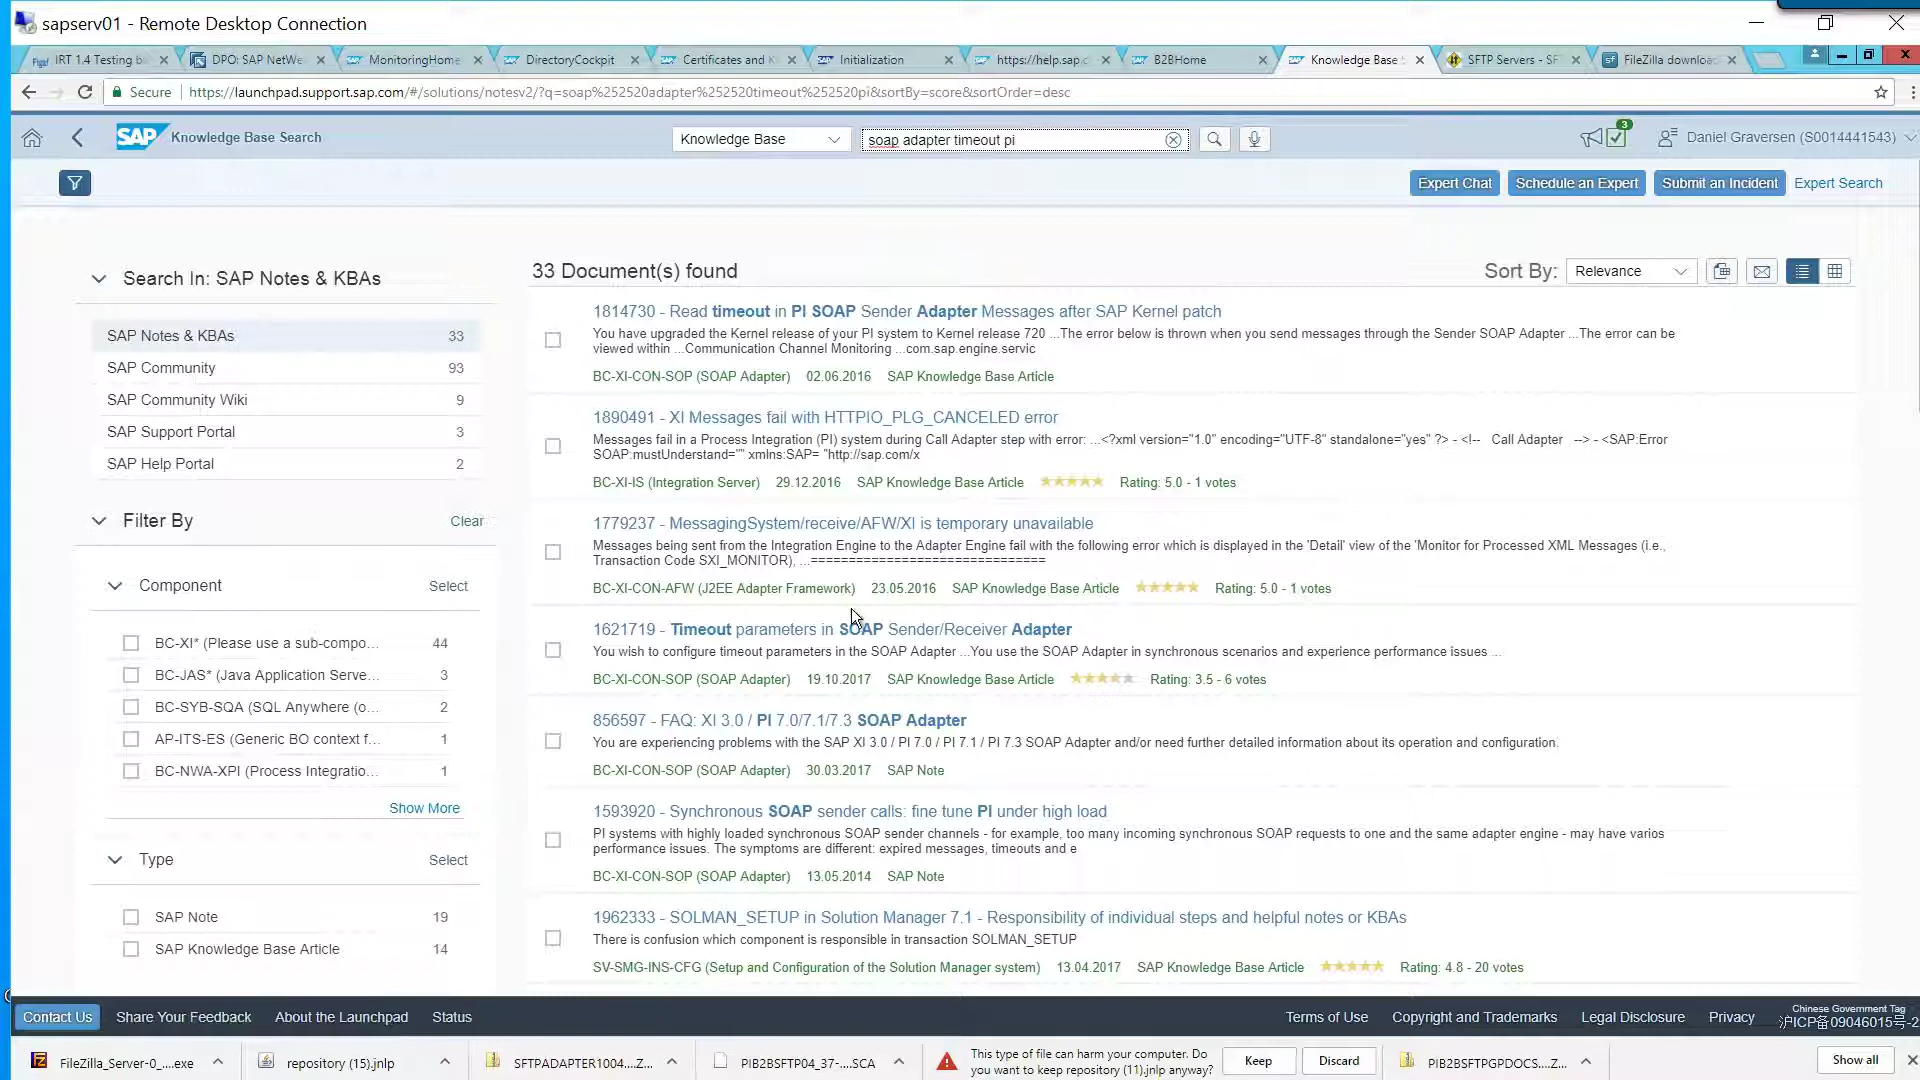 sapserv01 - Remote Desktop Connection
IRT 1.4 Testing b
DPO: SAP NetWe
MonitoringHome
DirectoryCockpit
Certificates and K
Initialization
https://help.sap.c
B2BHome
Knowledge Base
SFTP Servers - SF
FileZilla download
Secure
https://launchpad.support.sap.com/#/solutions/notesv2/?q=soap%252520adapter%252520timeout%252520pi&sortBy=score&sortOrder=desc
SAP Knowledge Base Search
Knowledge Base
soap adapter timeout pi
3
Daniel Graversen (S0014441543)
Expert Chat
Schedule an Expert
Submit an Incident
Expert Search
Search In: SAP Notes & KBAs
SAP Notes & KBAs 33
SAP Community 93
SAP Community Wiki 9
SAP Support Portal 3
SAP Help Portal 2
Filter By Clear
Component Select
BC-XI* (Please use a sub-compo... 44
BC-JAS* (Java Application Serve... 3
BC-SYB-SQA (SQL Anywhere (o... 2
AP-ITS-ES (Generic BO context f... 1
BC-NWA-XPI (Process Integratio... 1
Show More
Type Select
SAP Note 19
SAP Knowledge Base Article 14
33 Document(s) found
Sort By: Relevance
1814730 - Read timeout in PI SOAP Sender Adapter Messages after SAP Kernel patch
You have upgraded the Kernel release of your PI system to Kernel release 720 ...The error below is thrown when you send messages through the Sender SOAP Adapter ...The error can be
viewed within ...Communication Channel Monitoring ...com.sap.engine.servic
BC-XI-CON-SOP (SOAP Adapter) 02.06.2016 SAP Knowledge Base Article
1890491 - XI Messages fail with HTTPIO_PLG_CANCELED error
Messages fail in a Process Integration (PI) system during Call Adapter step with error: ...<?xml version="1.0" encoding="UTF-8" standalone="yes" ?> - <!-- Call Adapter --> - <SAP:Error
SOAP:mustUnderstand="" xmlns:SAP= "http://sap.com/x
BC-XI-IS (Integration Server) 29.12.2016 SAP Knowledge Base Article Rating: 5.0 - 1 votes
1779237 - MessagingSystem/receive/AFW/XI is temporary unavailable
Messages being sent from the Integration Engine to the Adapter Engine fail with the following error which is displayed in the 'Detail' view of the 'Monitor for Processed XML Messages (i.e.,
Transaction Code SXI_MONITOR), ...==============================
BC-XI-CON-AFW (J2EE Adapter Framework) 23.05.2016 SAP Knowledge Base Article Rating: 5.0 - 1 votes
1621719 - Timeout parameters in SOAP Sender/Receiver Adapter
You wish to configure timeout parameters in the SOAP Adapter ...You use the SOAP Adapter in synchronous scenarios and experience performance issues ...
BC-XI-CON-SOP (SOAP Adapter) 19.10.2017 SAP Knowledge Base Article Rating: 3.5 - 6 votes
856597 - FAQ: XI 3.0 / PI 7.0/7.1/7.3 SOAP Adapter
You are experiencing problems with the SAP XI 3.0 / PI 7.0 / PI 7.1 / PI 7.3 SOAP Adapter and/or need further detailed information about its operation and configuration.
BC-XI-CON-SOP (SOAP Adapter) 30.03.2017 SAP Note
1593920 - Synchronous SOAP sender calls: fine tune PI under high load
PI systems with highly loaded synchronous SOAP sender channels - for example, too many incoming synchronous SOAP requests to one and the same adapter engine - may have varios
performance issues. The symptoms are different: expired messages, timeouts and e
BC-XI-CON-SOP (SOAP Adapter) 13.05.2014 SAP Note
1962333 - SOLMAN_SETUP in Solution Manager 7.1 - Responsibility of individual steps and helpful notes or KBAs
There is confusion which component is responsible in transaction SOLMAN_SETUP
SV-SMG-INS-CFG (Setup and Configuration of the Solution Manager system) 13.04.2017 SAP Knowledge Base Article Rating: 4.8 - 20 votes
Contact Us
Share Your Feedback
About the Launchpad
Status
Terms of Use
Copyright and Trademarks
Legal Disclosure
Privacy
Chinese Government Tag
沪ICP备09046015号-2
FileZilla_Server-0_....exe
repository (15).jnlp
SFTPADAPTER1004....Z...
PIB2BSFTP04_37-....SCA
This type of file can harm your computer. Do
you want to keep repository (11).jnlp anyway?
Keep
Discard
PIB2BSFTPGPDOCS....Z...
Show all